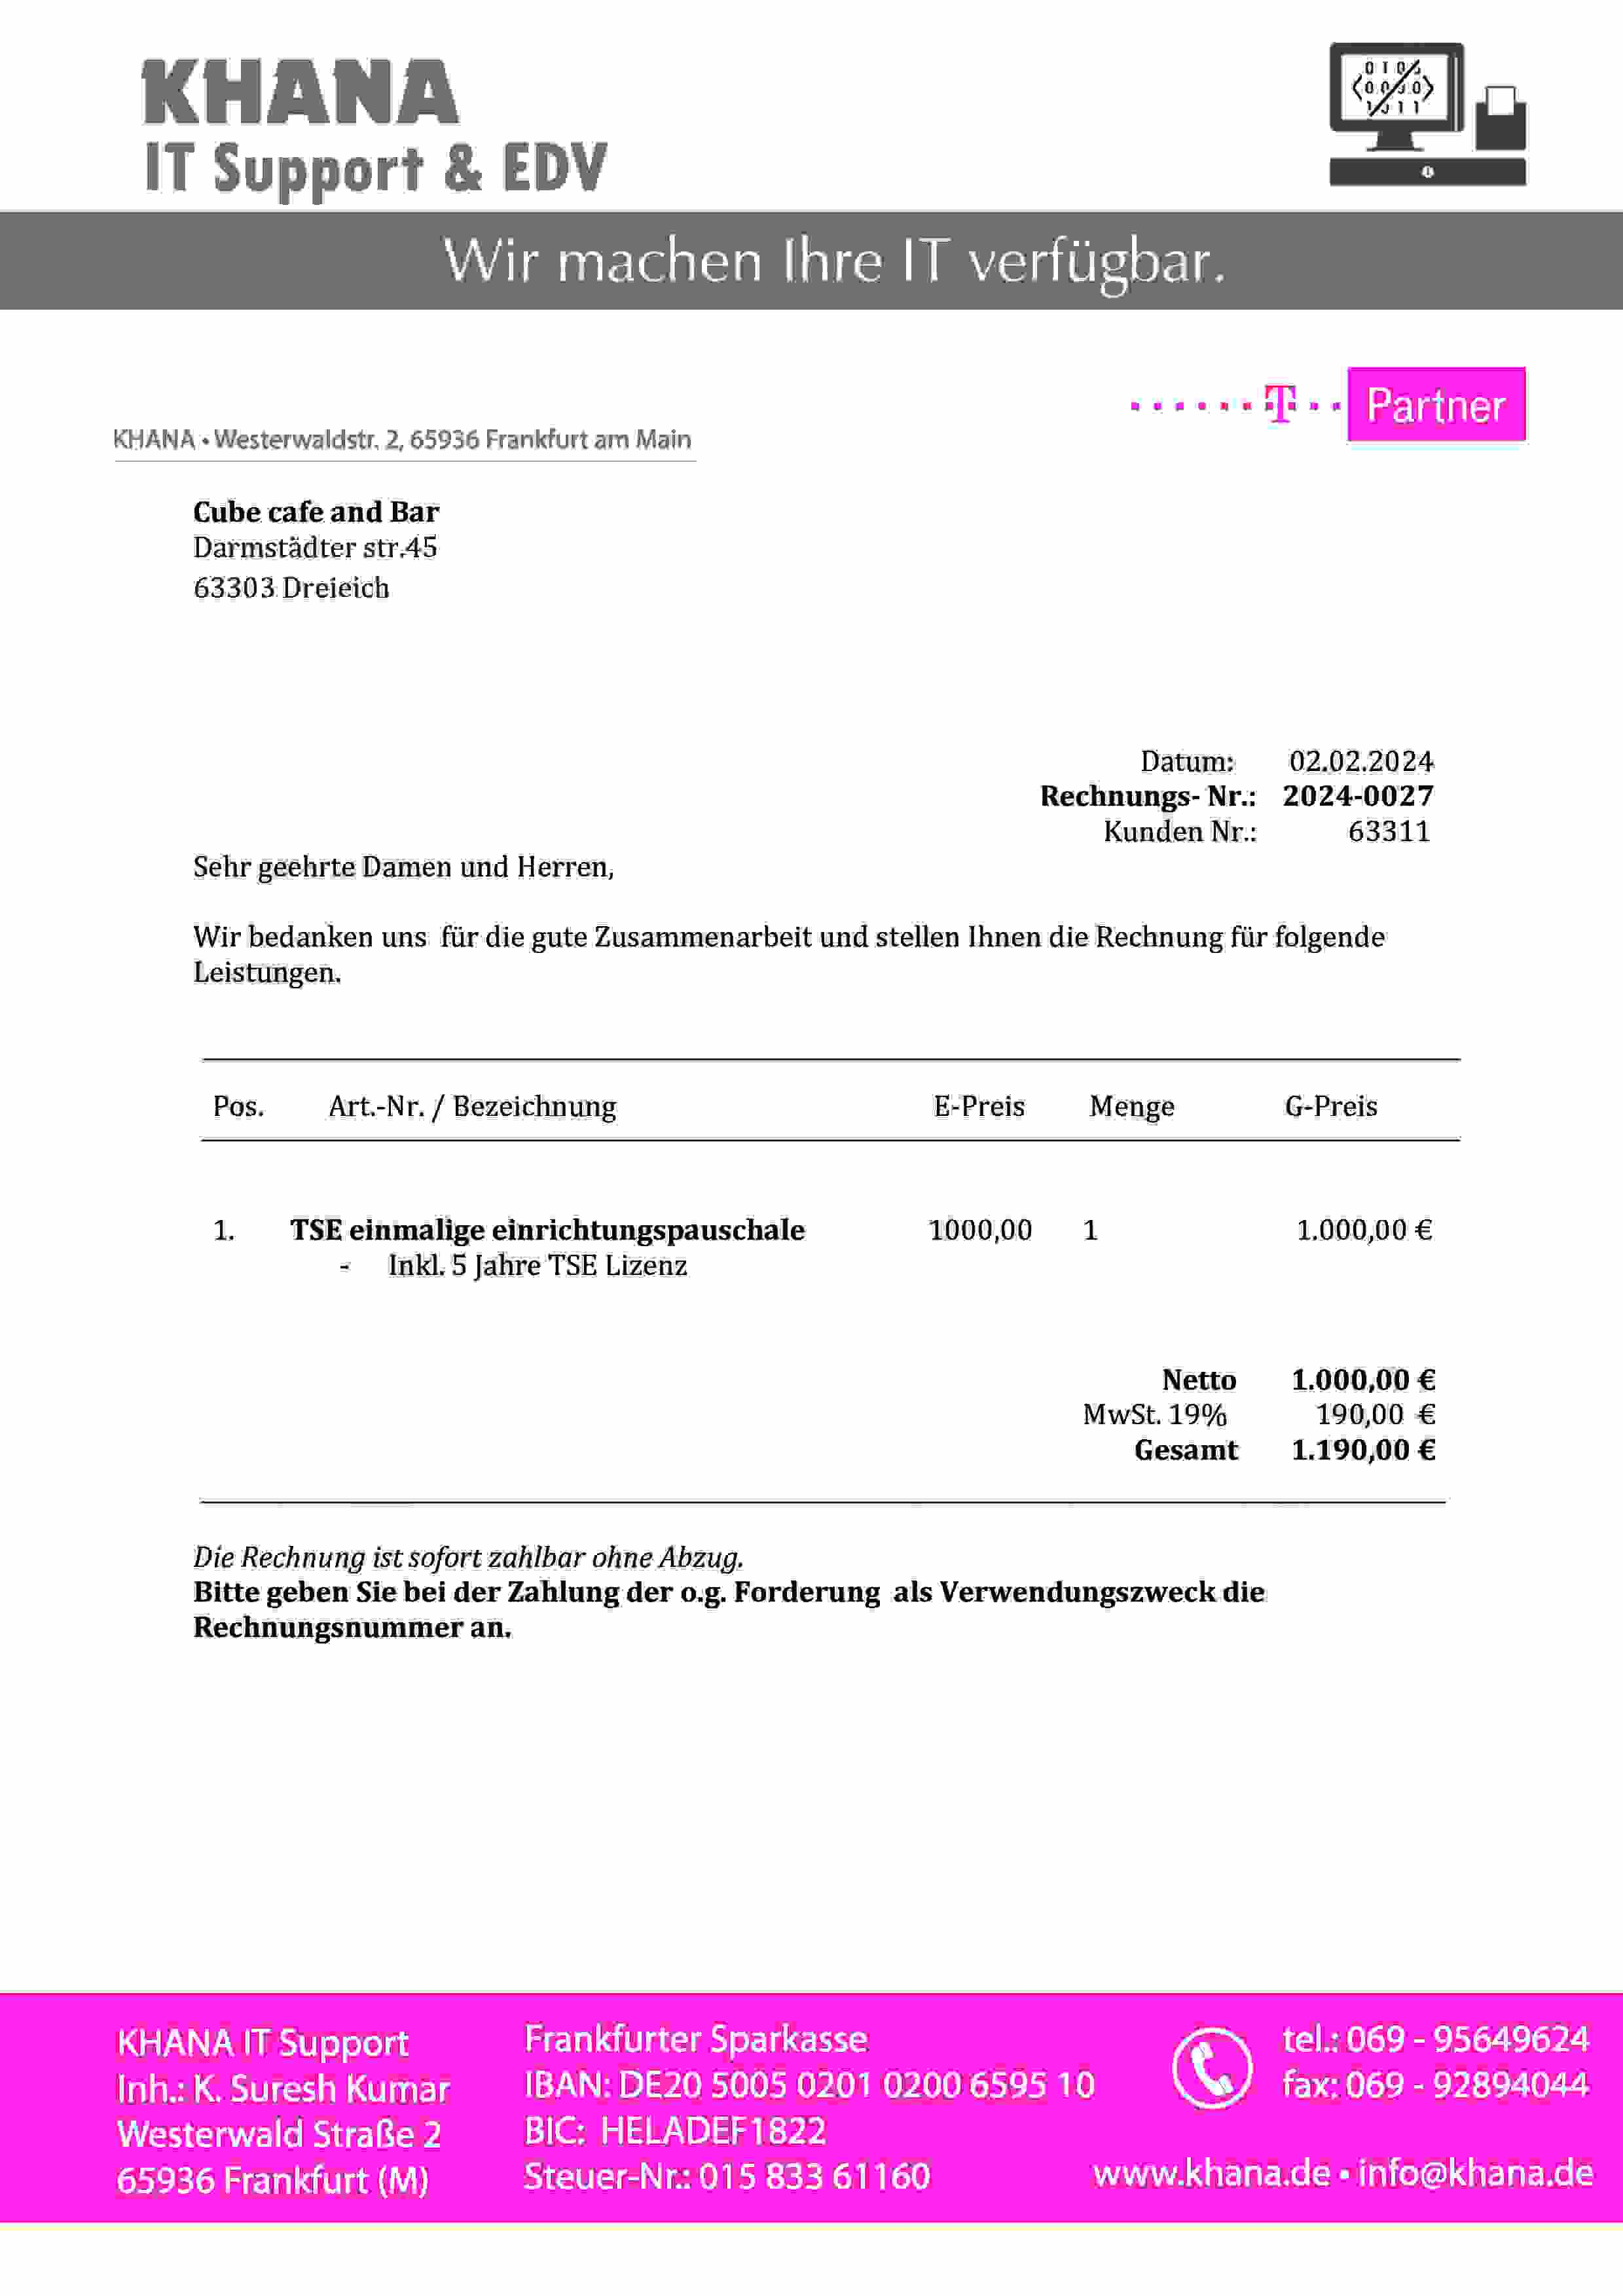 KHANA
IT Support & EDV
Wir machen Ihre IT verfügbar.
T Partner
KHANA • Westerwaldstr. 2, 65936 Frankfurt am Main
Cube cafe and Bar
Darmstädter str.45
63303 Dreieich
Datum: 02.02.2024
Rechnungs- Nr.: 2024-0027
Kunden Nr.: 63311
Sehr geehrte Damen und Herren,
Wir bedanken uns für die gute Zusammenarbeit und stellen Ihnen die Rechnung für folgende
Leistungen.
Pos. Art.-Nr. / Bezeichnung E-Preis Menge G-Preis
1. TSE einmalige einrichtungspauschale 1000,00 1 1.000,00 €
- Inkl. 5 Jahre TSE Lizenz
Netto 1.000,00 €
MwSt. 19% 190,00 €
Gesamt 1.190,00 €
Die Rechnung ist sofort zahlbar ohne Abzug.
Bitte geben Sie bei der Zahlung der o.g. Forderung als Verwendungszweck die
Rechnungsnummer an.
KHANA IT Support
Inh.: K. Suresh Kumar
Westerwald Straße 2
65936 Frankfurt (M)
Frankfurter Sparkasse
IBAN: DE20 5005 0201 0200 6595 10
BIC: HELADEF1822
Steuer-Nr.: 015 833 61160
tel.: 069 - 95649624
fax: 069 - 92894044
www.khana.de • info@khana.de